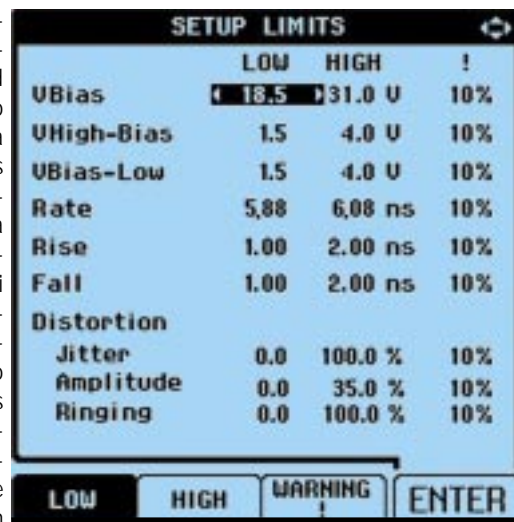 SETUP LIMITS
LOW HIGH !
VBias 18.5 31.0 V 10%
VHigh-Bias 1.5 4.0 V 10%
VBias-Low 1.5 4.0 V 10%
Rate 5,88 6,08 ns 10%
Rise 1.00 2.00 ns 10%
Fall 1.00 2.00 ns 10%
Distortion
Jitter 0.0 100.0 % 10%
Amplitude 0.0 35.0 % 10%
Ringing 0.0 100.0 % 10%
LOW HIGH WARNING ! ENTER